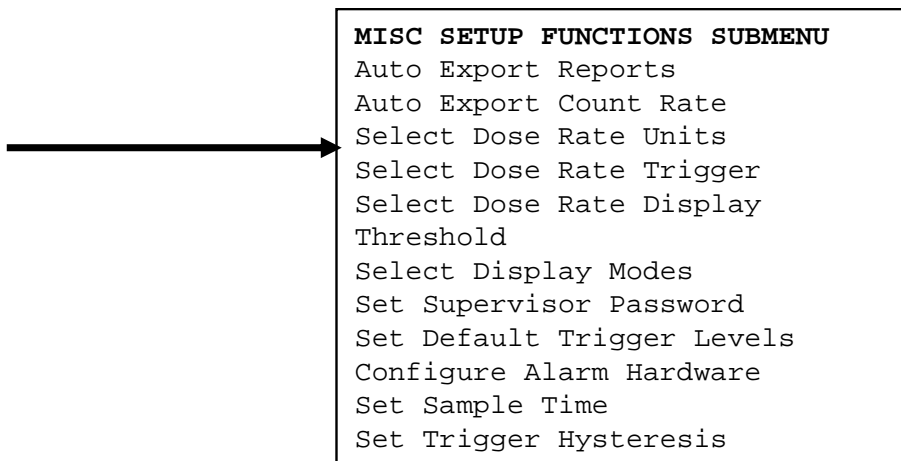 MISC SETUP FUNCTIONS SUBMENU
Auto Export Reports
Auto Export Count Rate
Select Dose Rate Units
Select Dose Rate Trigger
Select Dose Rate Display
Threshold
Select Display Modes
Set Supervisor Password
Set Default Trigger Levels
Configure Alarm Hardware
Set Sample Time
Set Trigger Hysteresis